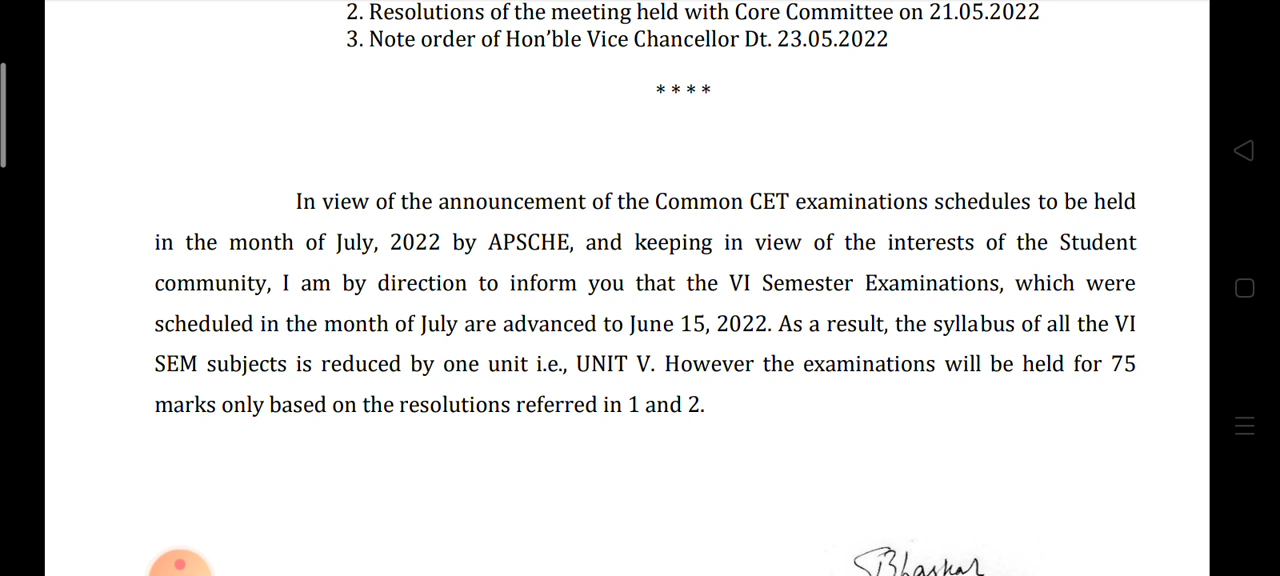 2. Resolutions of the meeting held with Core Committee on 21.05.2022
3. Note order of Hon’ble Vice Chancellor Dt. 23.05.2022
* * * *
In view of the announcement of the Common CET examinations schedules to be held
in the month of July, 2022 by APSCHE, and keeping in view of the interests of the Student
community, I am by direction to inform you that the VI Semester Examinations, which were
scheduled in the month of July are advanced to June 15, 2022. As a result, the syllabus of all the VI
SEM subjects is reduced by one unit i.e., UNIT V. However the examinations will be held for 75
marks only based on the resolutions referred in 1 and 2.
Bhaskar